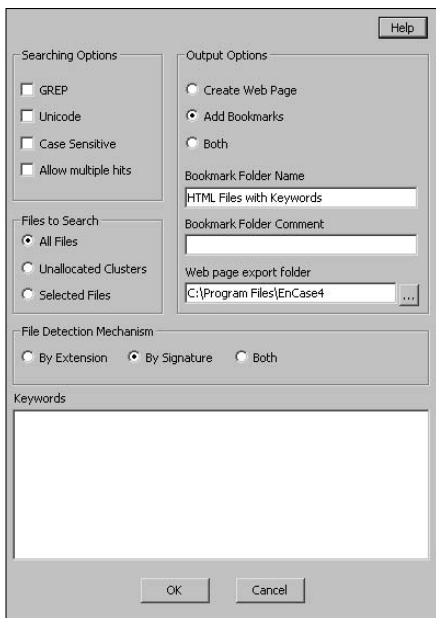 Help
Searching Options
GREP
Unicode
Case Sensitive
Allow multiple hits
Files to Search
All Files
Unallocated Clusters
Selected Files
Output Options
Create Web Page
Add Bookmarks
Both
Bookmark Folder Name
HTML Files with Keywords
Bookmark Folder Comment
Web page export folder
C:\Program Files\EnCase4
...
File Detection Mechanism
By Extension
By Signature
Both
Keywords
OK
Cancel